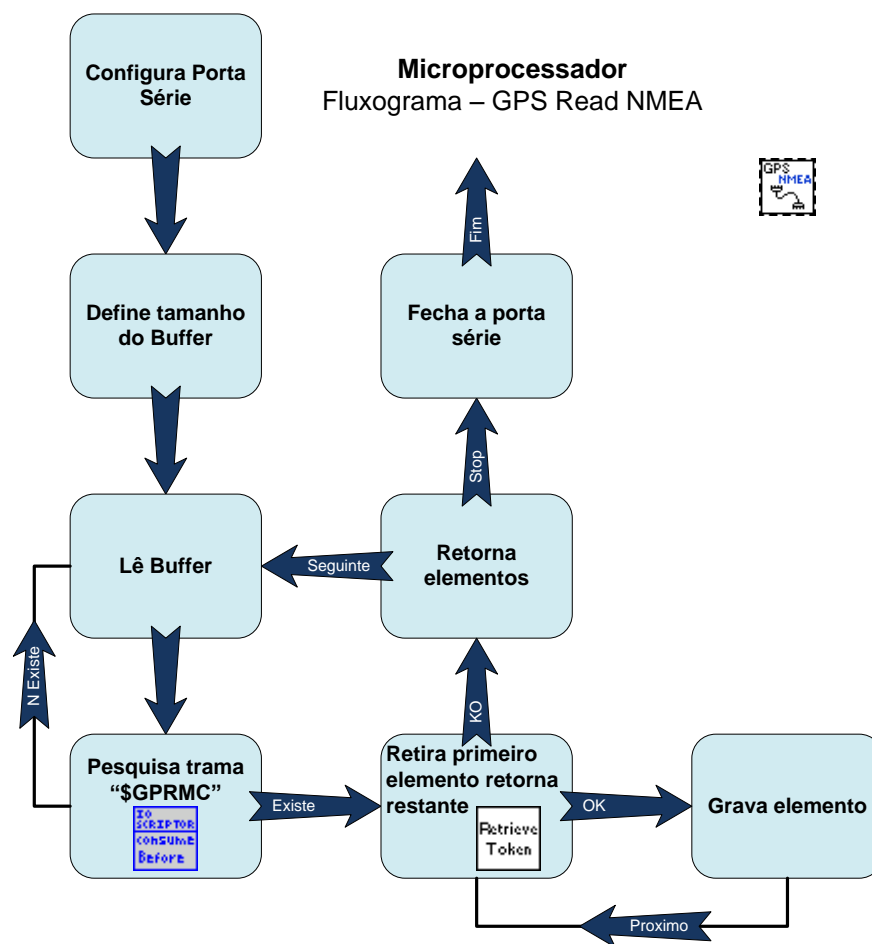 Configura Porta
Série
Microprocessador
Fluxograma – GPS Read NMEA
GPS
NMEA
Fim
Define tamanho
do Buffer
Fecha a porta
série
Stop
Lê Buffer
Seguinte
Retorna
elementos
N Existe
KO
Pesquisa trama
“$GPRMC”
IO
SCRIPTOR
CONSUME
Before
Existe
Retira primeiro
elemento retorna
restante
Retrieve
Token
OK
Grava elemento
Proximo